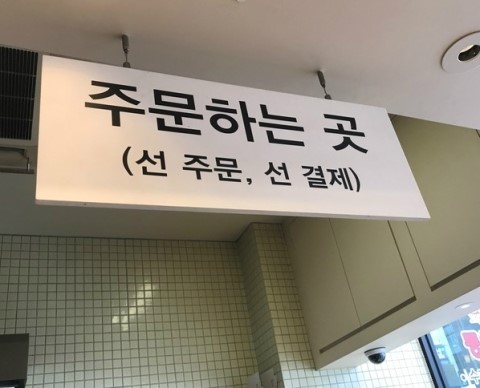 주문하는 곳
(선 주문, 선 결제)